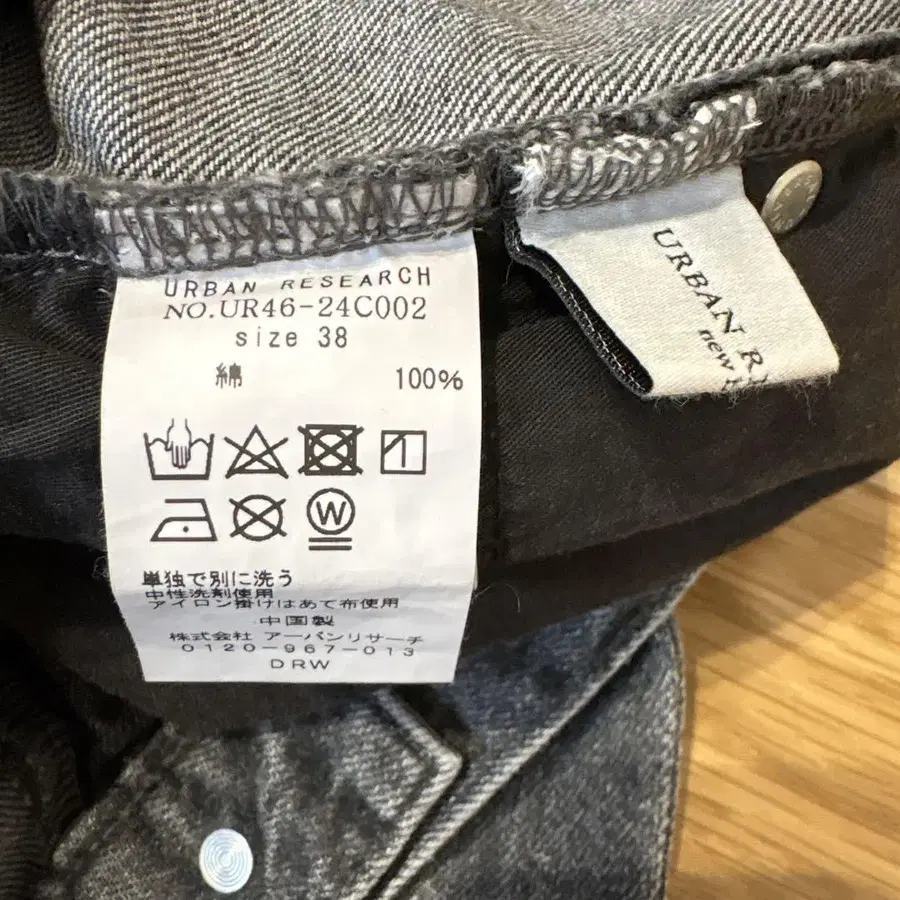 URBAN RESEARCH
NO.UR46-24C002
size 38
綿 100%
W
単独で別に洗う
中性洗剤使用
アイロン掛けはあて布使用
中国製
株式会社 アーバンリサーチ
0120-967-013
DRW
URBAN
new